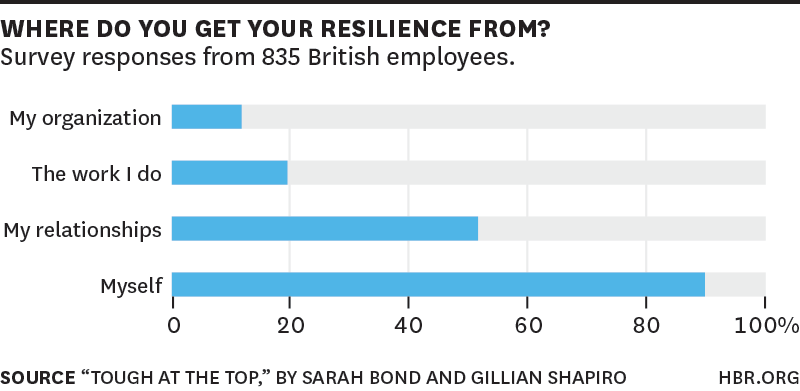 WHERE DO YOU GET YOUR RESILIENCE FROM?
Survey responses from 835 British employees.
My organization
The work I do
My relationships
Myself
0 20 40 60 80 100%
SOURCE “TOUGH AT THE TOP,” BY SARAH BOND AND GILLIAN SHAPIRO HBR.ORG